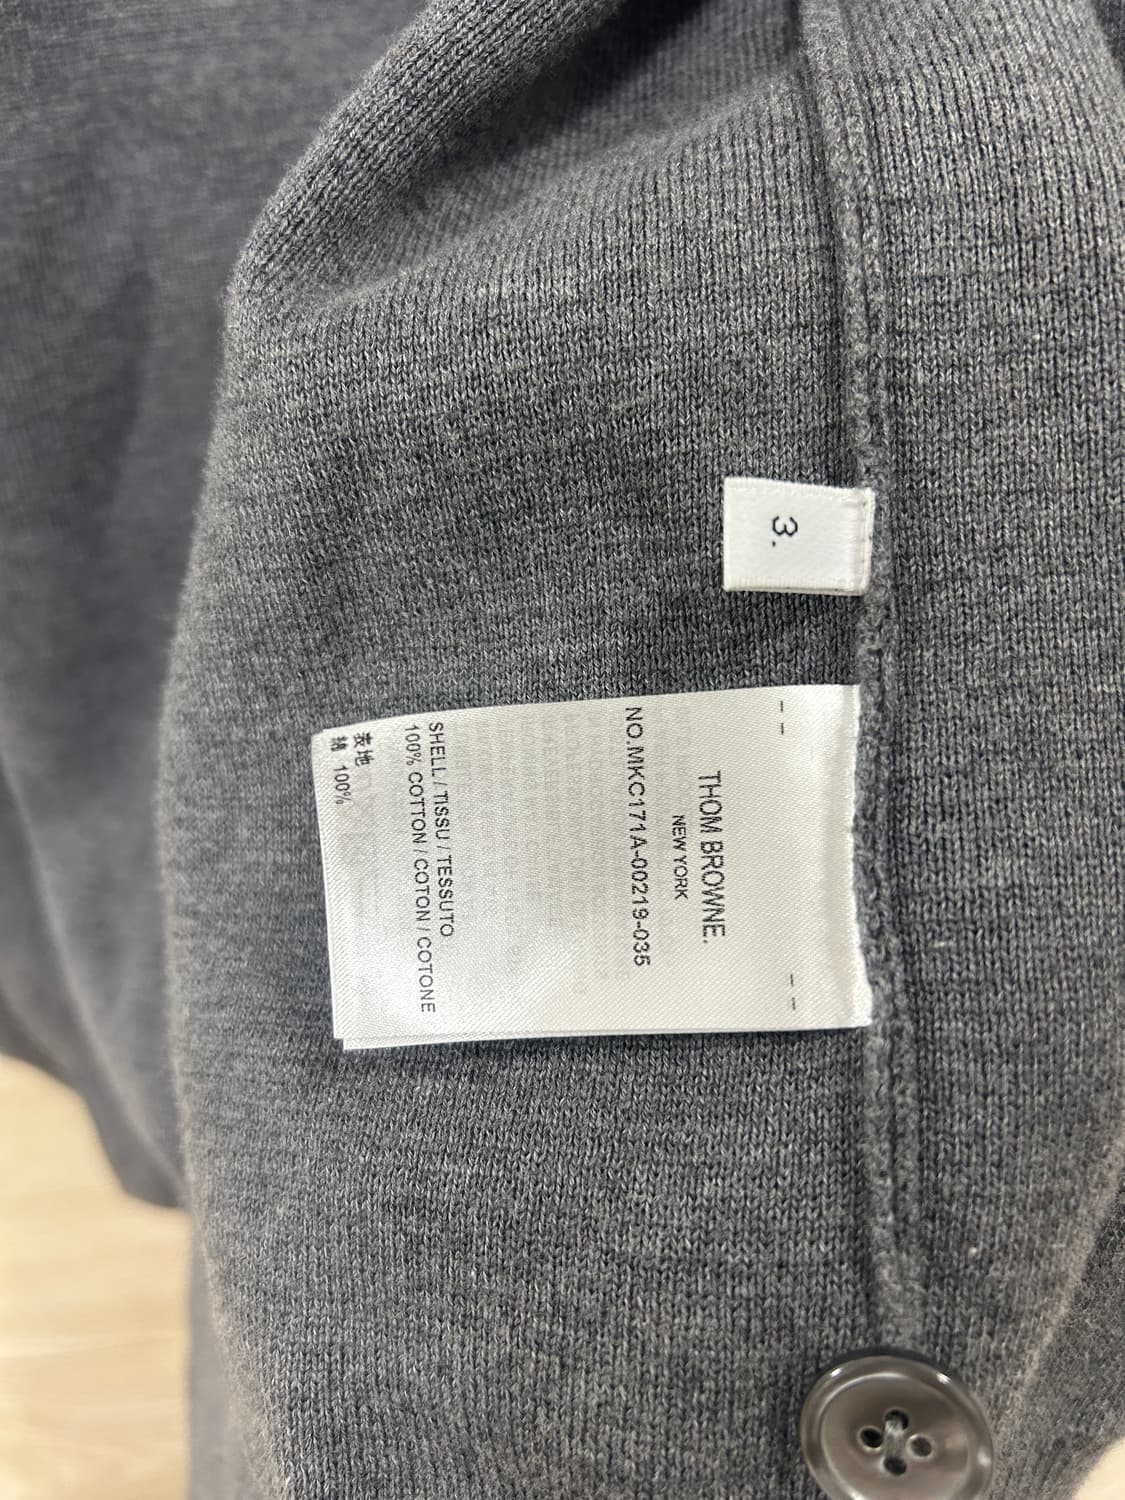 3.
THOM BROWNE.
NEW YORK
NO.MKC171A-00219-035
SHELL / TISSU / TESSUTO
100% COTTON / COTON / COTONE
表地
綿 100%